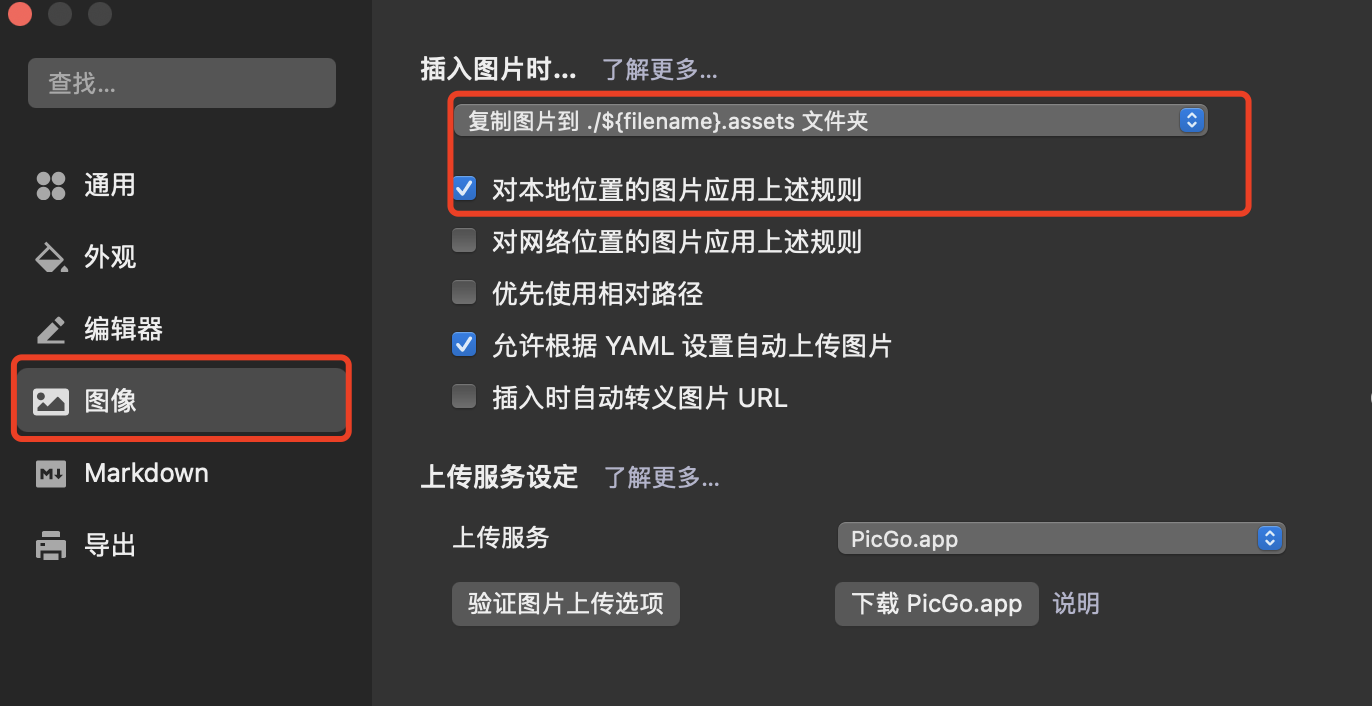 查找...
通用
外观
编辑器
图像
Markdown
导出
插入图片时... 了解更多...
复制图片到 ./${filename}.assets 文件夹
对本地位置的图片应用上述规则
对网络位置的图片应用上述规则
优先使用相对路径
允许根据 YAML 设置自动上传图片
插入时自动转义图片 URL
上传服务设定 了解更多...
上传服务 PicGo.app
验证图片上传选项 下载 PicGo.app 说明